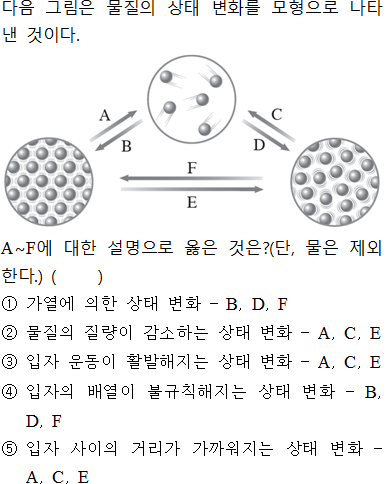 다음 그림은 물질의 상태 변화를 모형으로 나타
낸 것이다.
A
B
C
D
F
E
A~F에 대한 설명으로 옳은 것은?(단, 물은 제외
한다.) (    )
① 가열에 의한 상태 변화 - B, D, F
② 물질의 질량이 감소하는 상태 변화 - A, C, E
③ 입자 운동이 활발해지는 상태 변화 - A, C, E
④ 입자의 배열이 불규칙해지는 상태 변화 - B,
D, F
⑤ 입자 사이의 거리가 가까워지는 상태 변화 -
A, C, E